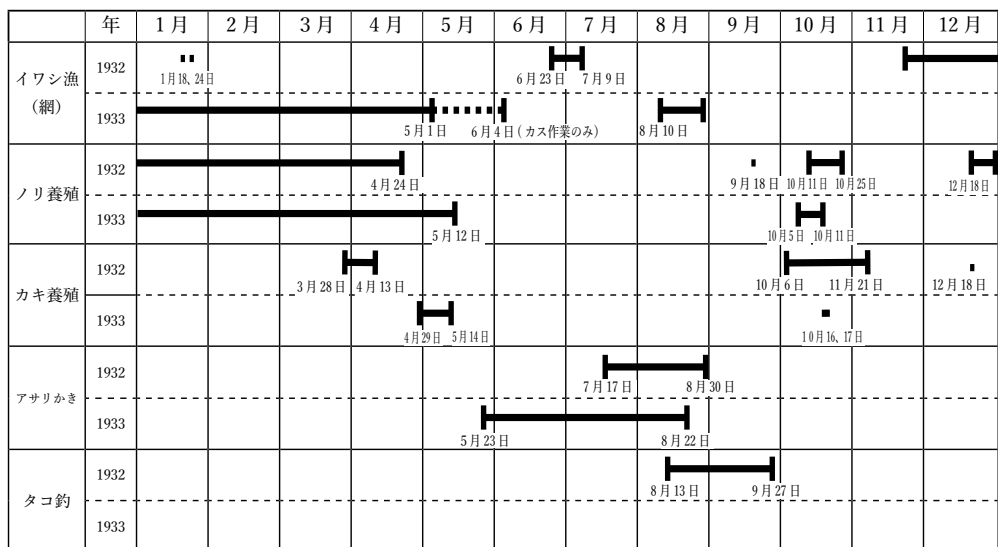 年 1月 2月 3月 4月 5月 6月 7月 8月 9月 10月 11月 12月
イワシ漁
（網）
1932
1月18、24日
6月23日 7月9日
1933
5月1日 6月4日(カス作業のみ) 8月10日
ノリ養殖
1932
4月24日 9月18日 10月11日 10月25日 12月18日
1933
5月12日 10月5日 10月11日
カキ養殖
1932
3月28日 4月13日 10月6日 11月21日 12月18日
1933
4月29日 5月14日 10月16、17日
アサリかき
1932
7月17日 8月30日
1933
5月23日 8月22日
タコ釣
1932
8月13日 9月27日
1933